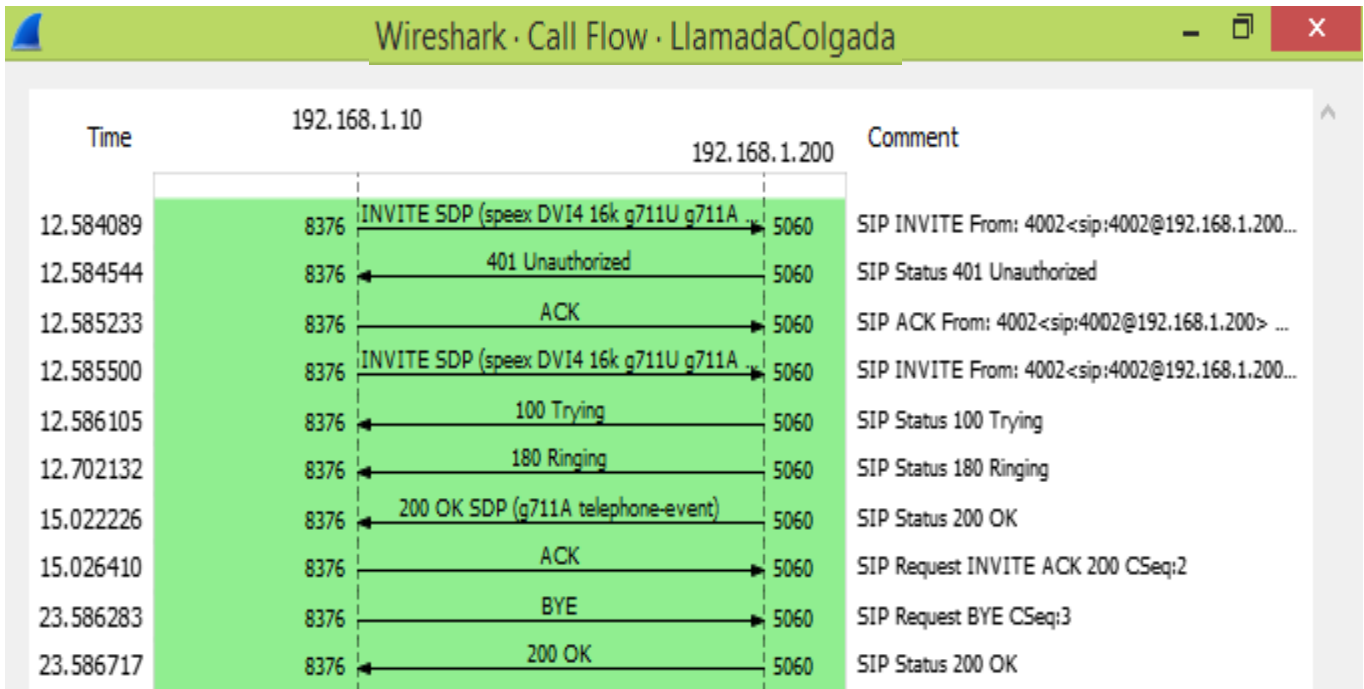 Wireshark · Call Flow · LlamadaColgada
Time 192.168.1.10 192.168.1.200 Comment
12.584089 8376 INVITE SDP (speex DVI4 16k g711U g711A ... 5060 SIP INVITE From: 4002<sip:4002@192.168.1.200...
12.584544 8376 401 Unauthorized 5060 SIP Status 401 Unauthorized
12.585233 8376 ACK 5060 SIP ACK From: 4002<sip:4002@192.168.1.200> ...
12.585500 8376 INVITE SDP (speex DVI4 16k g711U g711A ... 5060 SIP INVITE From: 4002<sip:4002@192.168.1.200...
12.586105 8376 100 Trying 5060 SIP Status 100 Trying
12.702132 8376 180 Ringing 5060 SIP Status 180 Ringing
15.022226 8376 200 OK SDP (g711A telephone-event) 5060 SIP Status 200 OK
15.026410 8376 ACK 5060 SIP Request INVITE ACK 200 CSeq:2
23.586283 8376 BYE 5060 SIP Request BYE CSeq:3
23.586717 8376 200 OK 5060 SIP Status 200 OK